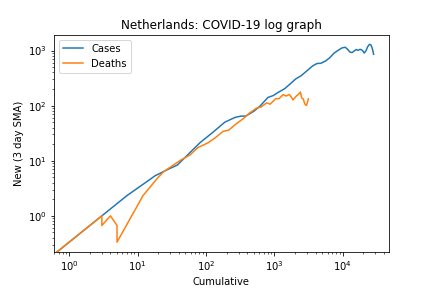 Netherlands: COVID-19 log graph
Cases
Deaths
New (3 day SMA)
10³
10²
10¹
10⁰
10⁰ 10¹ 10² 10³ 10⁴
Cumulative